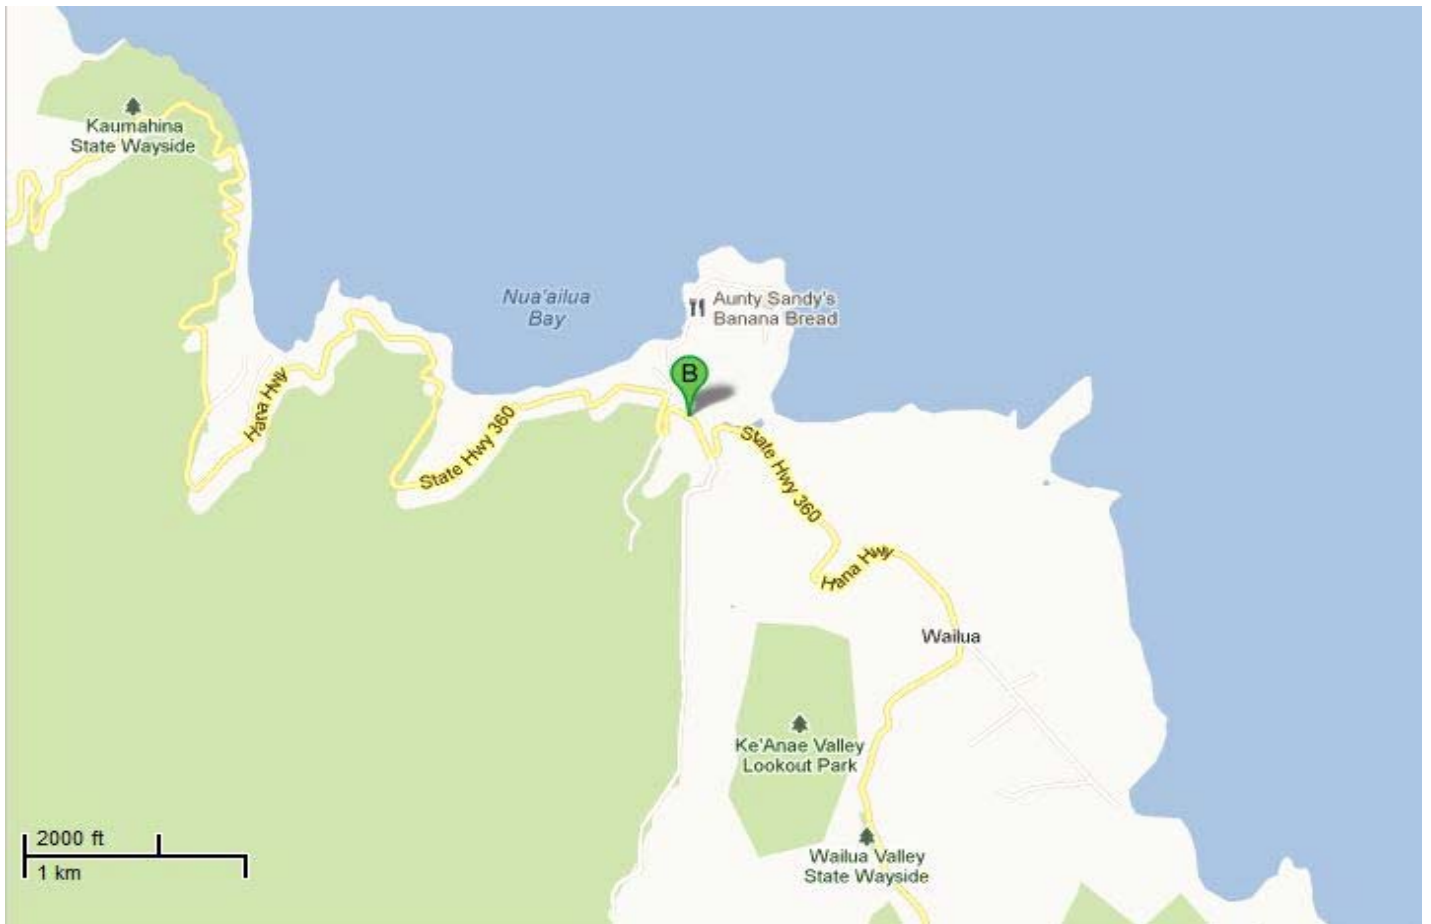 Kaumahina
State Wayside
Nua'ailua
Bay
Aunty Sandy's
Banana Bread
B
Hana Hwy
State Hwy 360
State Hwy 360
Hana Hwy
Wailua
Ke'Anae Valley
Lookout Park
2000 ft
1 km
Wailua Valley
State Wayside